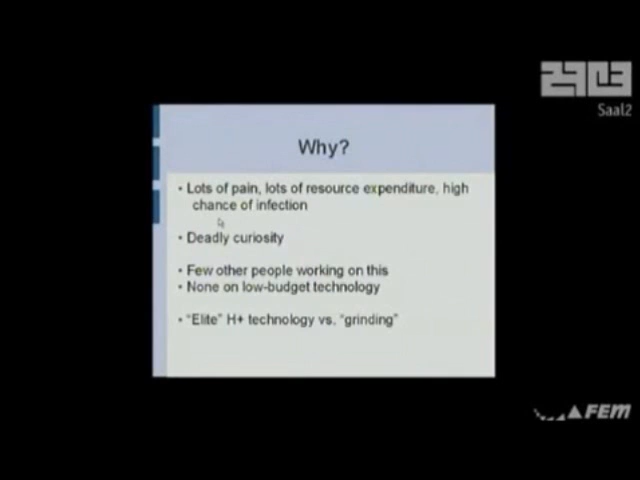 29C3
Saal2
Why?
• Lots of pain, lots of resource expenditure, high
chance of infection
• Deadly curiosity
• Few other people working on this
• None on low-budget technology
• "Elite" H+ technology vs. "grinding"
FEM